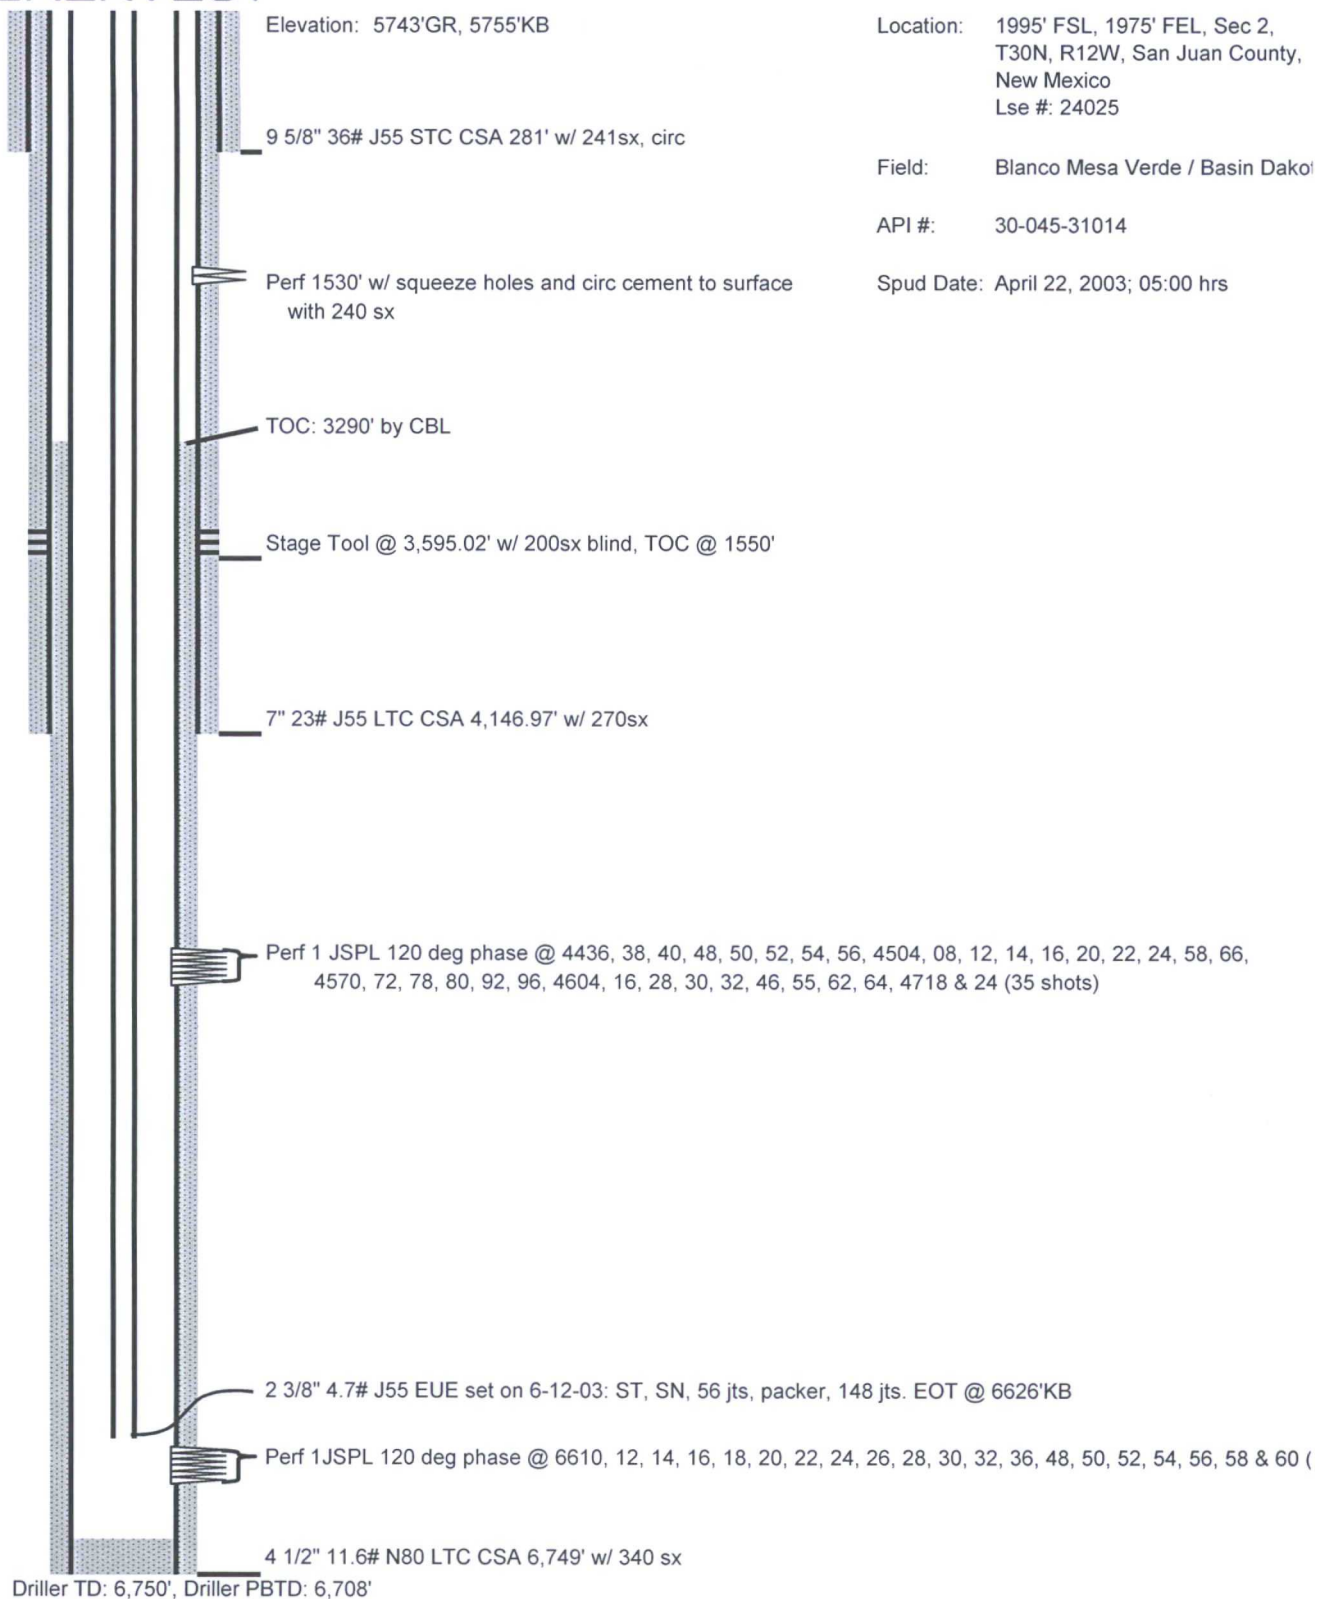 Elevation: 5743'GR, 5755'KB
Location: 1995' FSL, 1975' FEL, Sec 2,
T30N, R12W, San Juan County,
New Mexico
Lse #: 24025
9 5/8" 36# J55 STC CSA 281' w/ 241sx, circ
Field: Blanco Mesa Verde / Basin
API #: 30-045-31014
Perf 1530' w/ squeeze holes and circ cement to surface
with 240 sx
Spud Date: April 22, 2003; 05:00 hrs
TOC: 3290' by CBL
Stage Tool @ 3,595.02' w/ 200sx blind, TOC @ 1550'
7" 23# J55 LTC CSA 4,146.97' w/ 270sx
Perf 1 JSPL 120 deg phase @ 4436, 38, 40, 48, 50, 52, 54, 56, 4504, 08, 12, 14, 16, 20, 22, 24, 58, 66,
4570, 72, 78, 80, 92, 96, 4604, 16, 28, 30, 32, 46, 55, 62, 64, 4718 & 24 (35 shots)
2 3/8" 4.7# J55 EUE set on 6-12-03: ST, SN, 56 jts, packer, 148 jts. EOT @ 6626'KB
Perf 1JSPL 120 deg phase @ 6610, 12, 14, 16, 18, 20, 22, 24, 26, 28, 30, 32, 36, 48, 50, 52, 54, 56, 58 & 60 (
4 1/2" 11.6# N80 LTC CSA 6,749' w/ 340 sx
Driller TD: 6,750', Driller PBTD: 6,708'